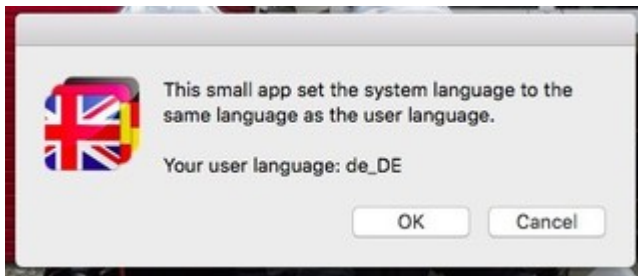 This small app set the system language to the
same language as the user language.
Your user language: de_DE
OK
Cancel